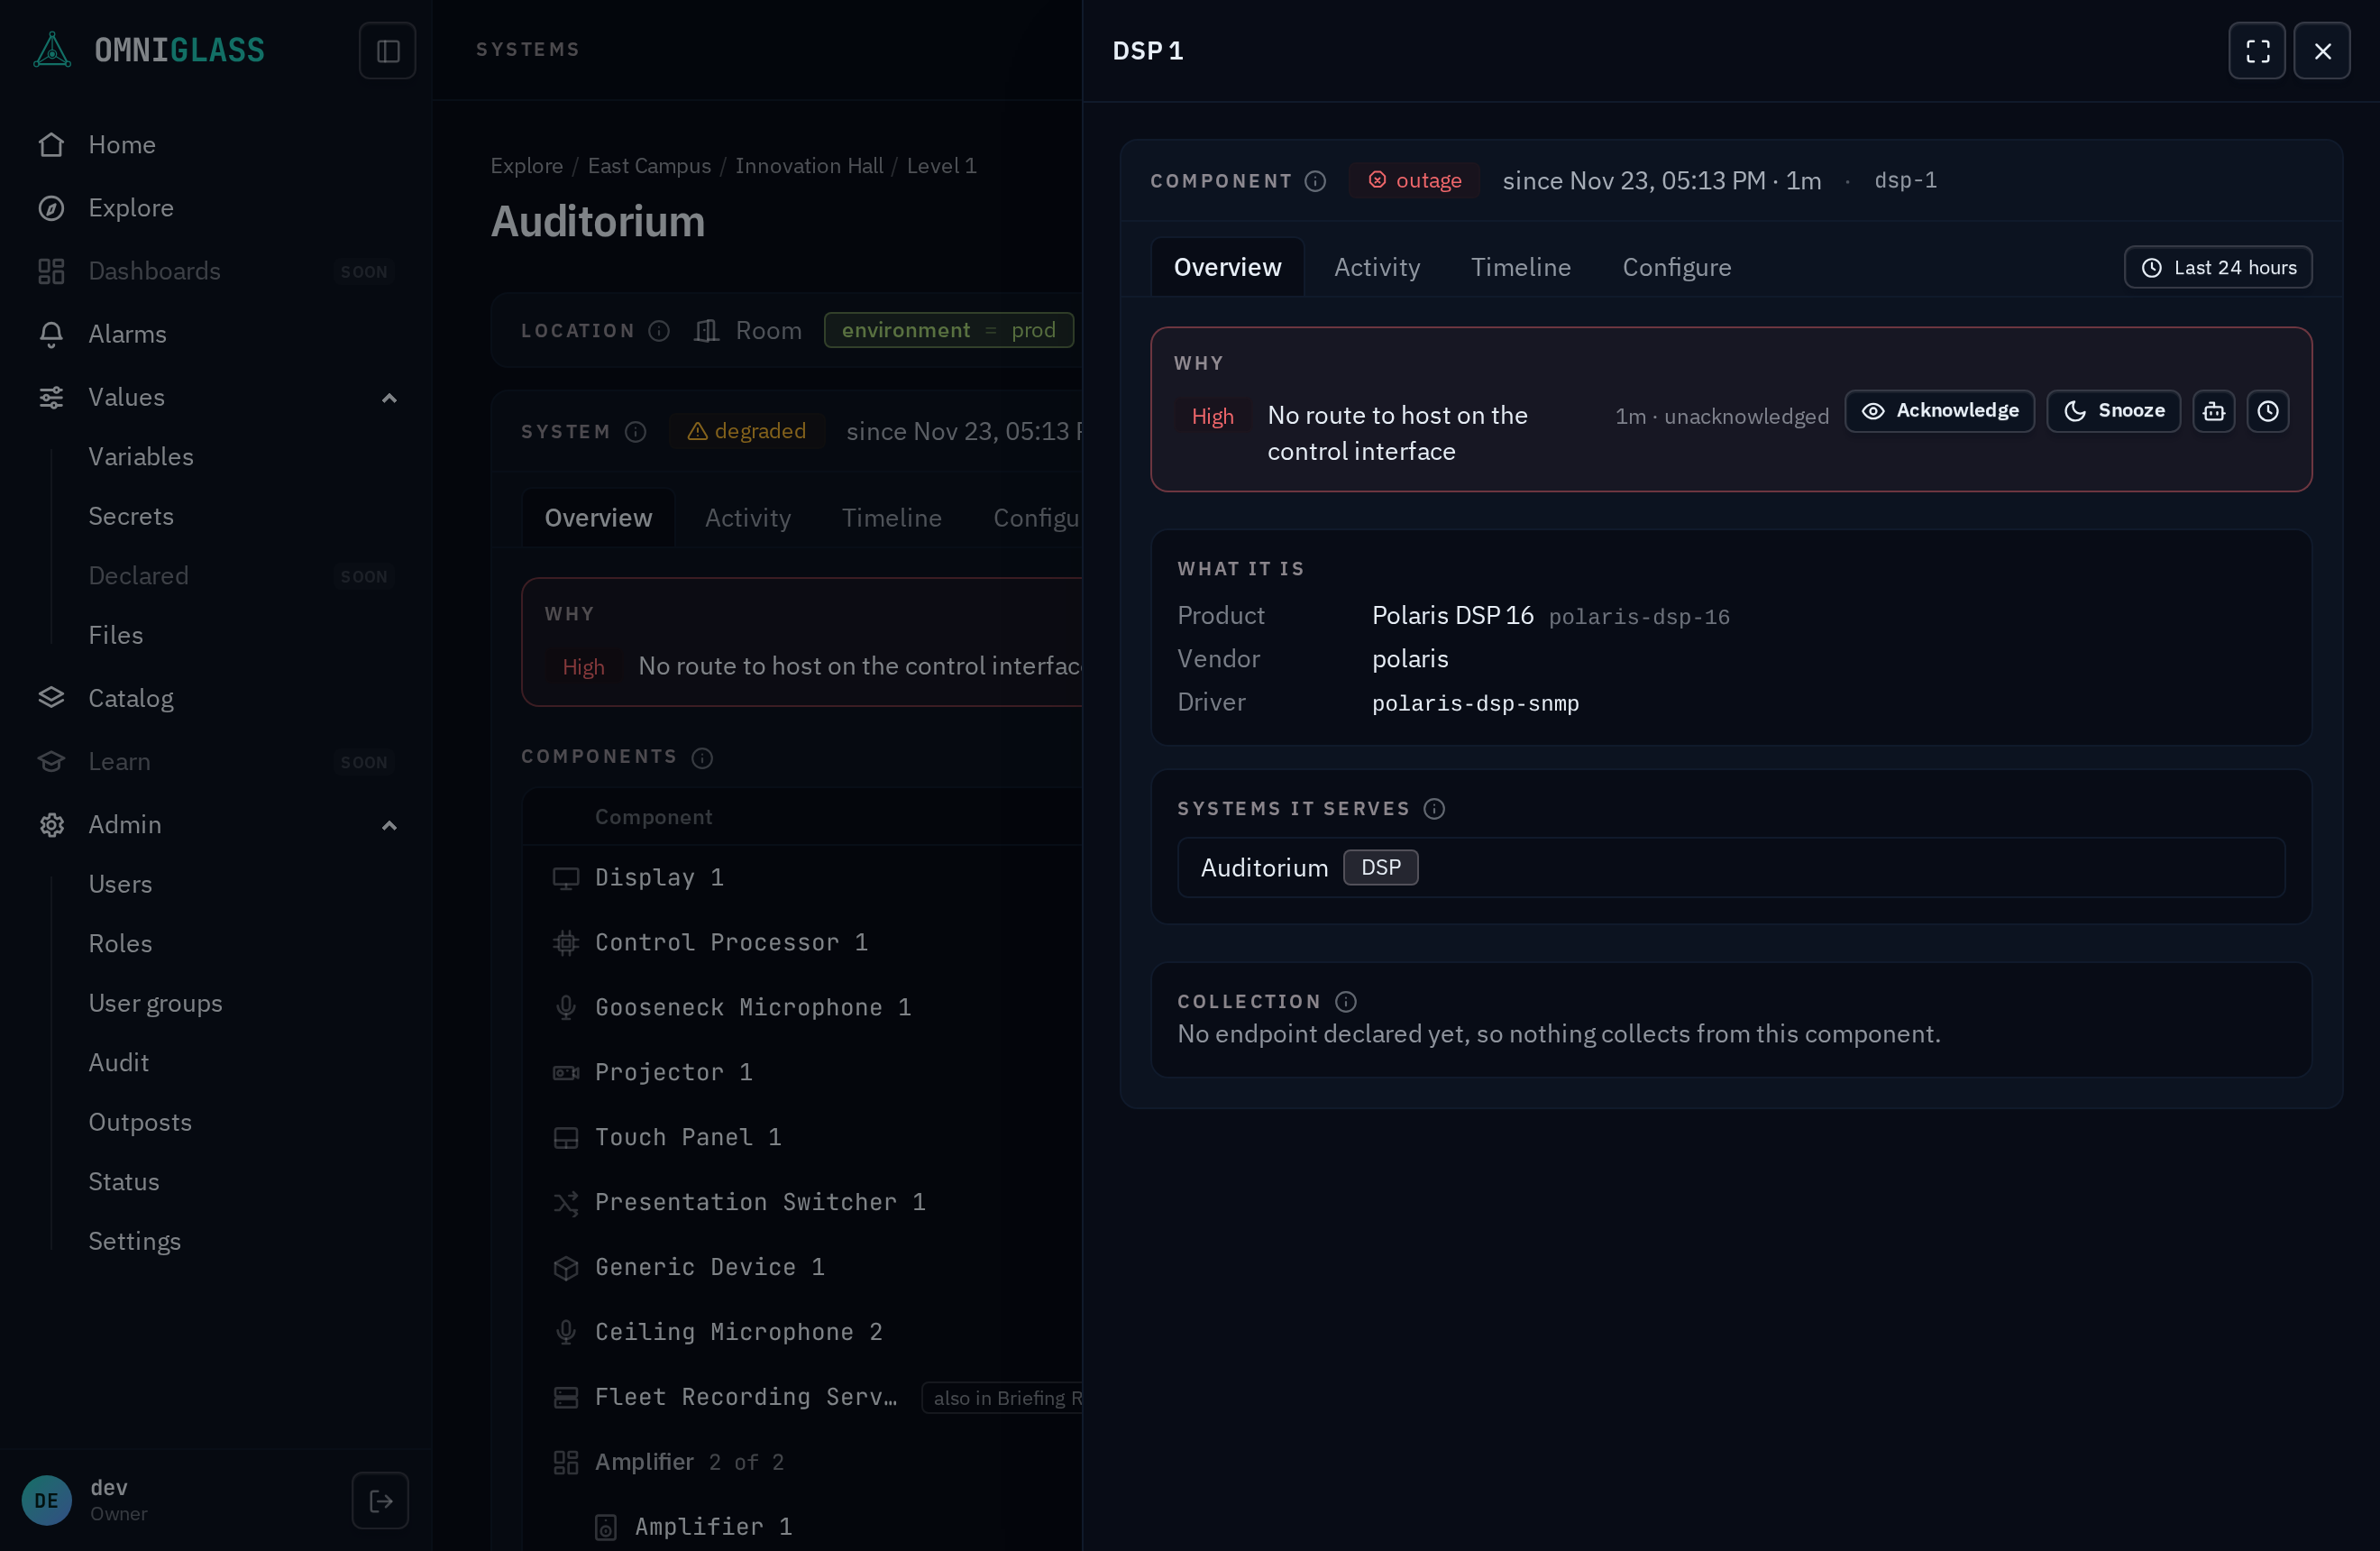 OMNIGLASS
Home
Explore
Dashboards SOON
Alarms
Values
Variables
Secrets
Declared SOON
Files
Catalog
Learn SOON
Admin
Users
Roles
User groups
Audit
Outposts
Status
Settings
DE dev
Owner
SYSTEMS
Explore / East Campus / Innovation Hall / Level 1
Auditorium
LOCATION Room environment = prod
SYSTEM degraded since Nov 23, 05:13
Overview Activity Timeline Configu
WHY
High No route to host on the control interfac
COMPONENTS
Component
Display 1
Control Processor 1
Gooseneck Microphone 1
Projector 1
Touch Panel 1
Presentation Switcher 1
Generic Device 1
Ceiling Microphone 2
Fleet Recording Serv… also in Briefing R
Amplifier 2 of 2
Amplifier 1
DSP 1
COMPONENT outage since Nov 23, 05:13 PM · 1m · dsp-1
Overview Activity Timeline Configure Last 24 hours
WHY
High No route to host on the 1m · unacknowledged Acknowledge Snooze
control interface
WHAT IT IS
Product Polaris DSP 16 polaris-dsp-16
Vendor polaris
Driver polaris-dsp-snmp
SYSTEMS IT SERVES
Auditorium DSP
COLLECTION
No endpoint declared yet, so nothing collects from this component.